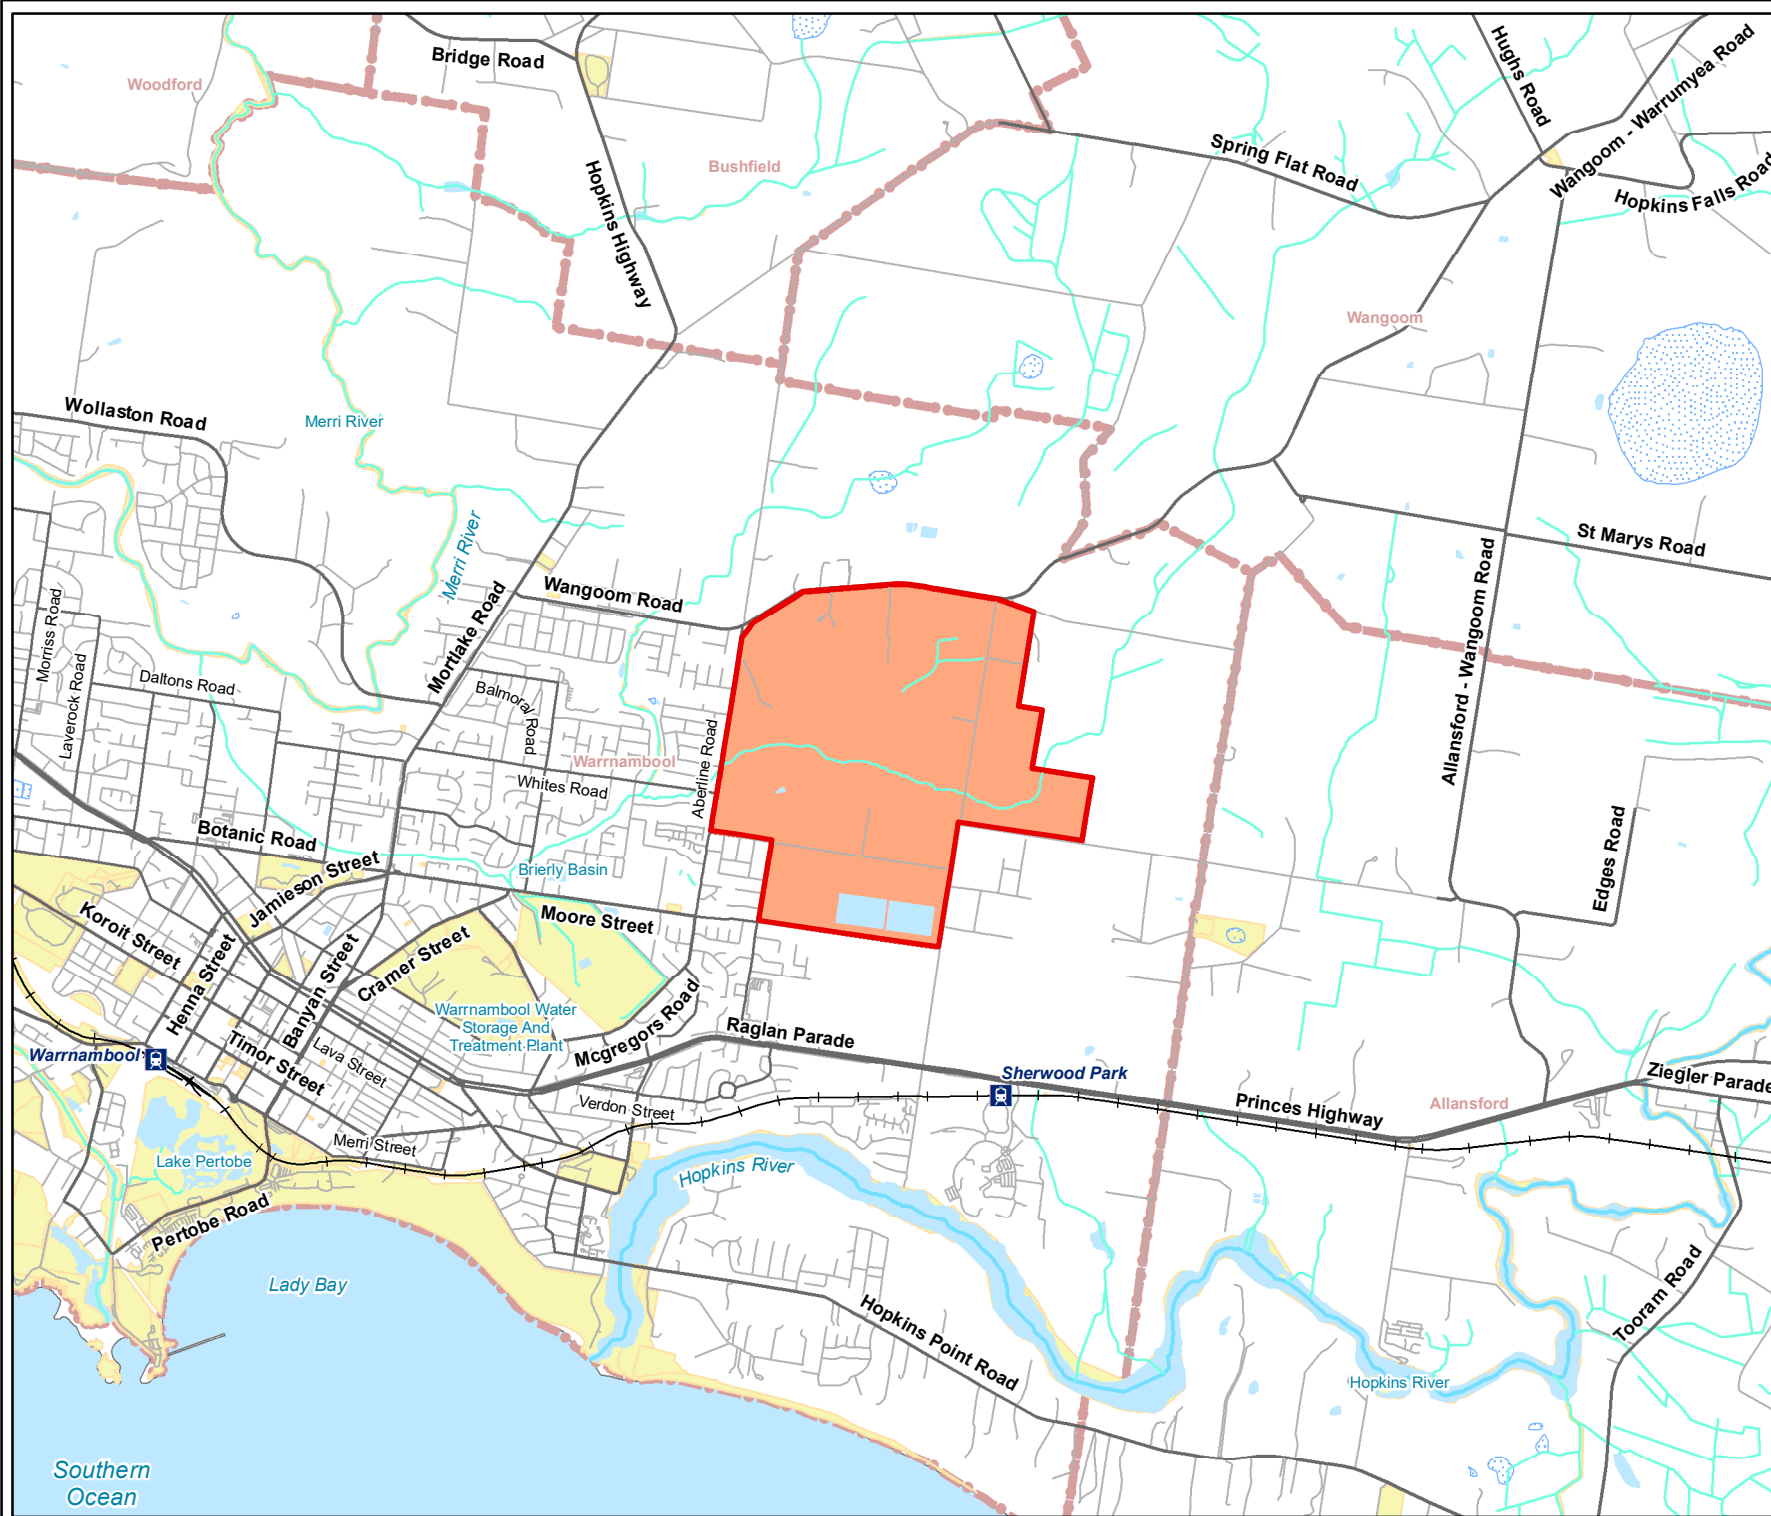 Bridge Road
Hughs Road
Wangoom - Warrumyea Road
Woodford
Bushfield
Spring Flat Road
Hopkins Falls Road
Hopkins Highway
Wangoom
Wollaston Road
Merri River
Merri River
St Marys Road
Wangoom Road
Allansford - Wangoom Road
Mortlake Road
Morriss Road
Laverock Road
Daltons Road
Balmoral Road
Aberline Road
Warrnambool
Whites Road
Botanic Road
Edges Road
Brierly Basin
Jamieson Street
Moore Street
Koroit Street
Cramer Street
Henna Street
Banyan Street
Warrnambool Water
Storage And
Treatment Plant
Mcgregors Road
Raglan Parade
Warrnambool
Timor Street
Lava Street
Sherwood Park
Ziegler Parade
Verdon Street
Princes Highway
Allansford
Merri Street
Lake Pertobe
Hopkins River
Pertobe Road
Lady Bay
Tooram Road
Hopkins Point Road
Hopkins River
Southern
Ocean